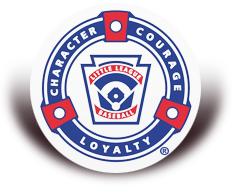 CHARACTER
COURAGE
LITTLE LEAGUE
BASEBALL
LOYALTY
®